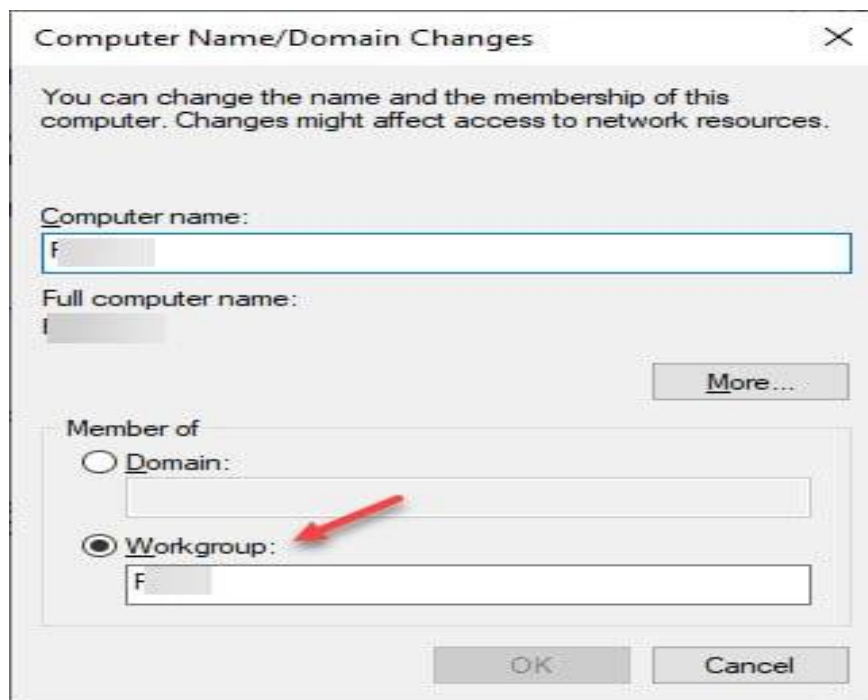 Computer Name/Domain Changes
You can change the name and the membership of this
computer. Changes might affect access to network resources.
Computer name:
Full computer name:
More...
Member of
Domain:
Workgroup:
OK
Cancel